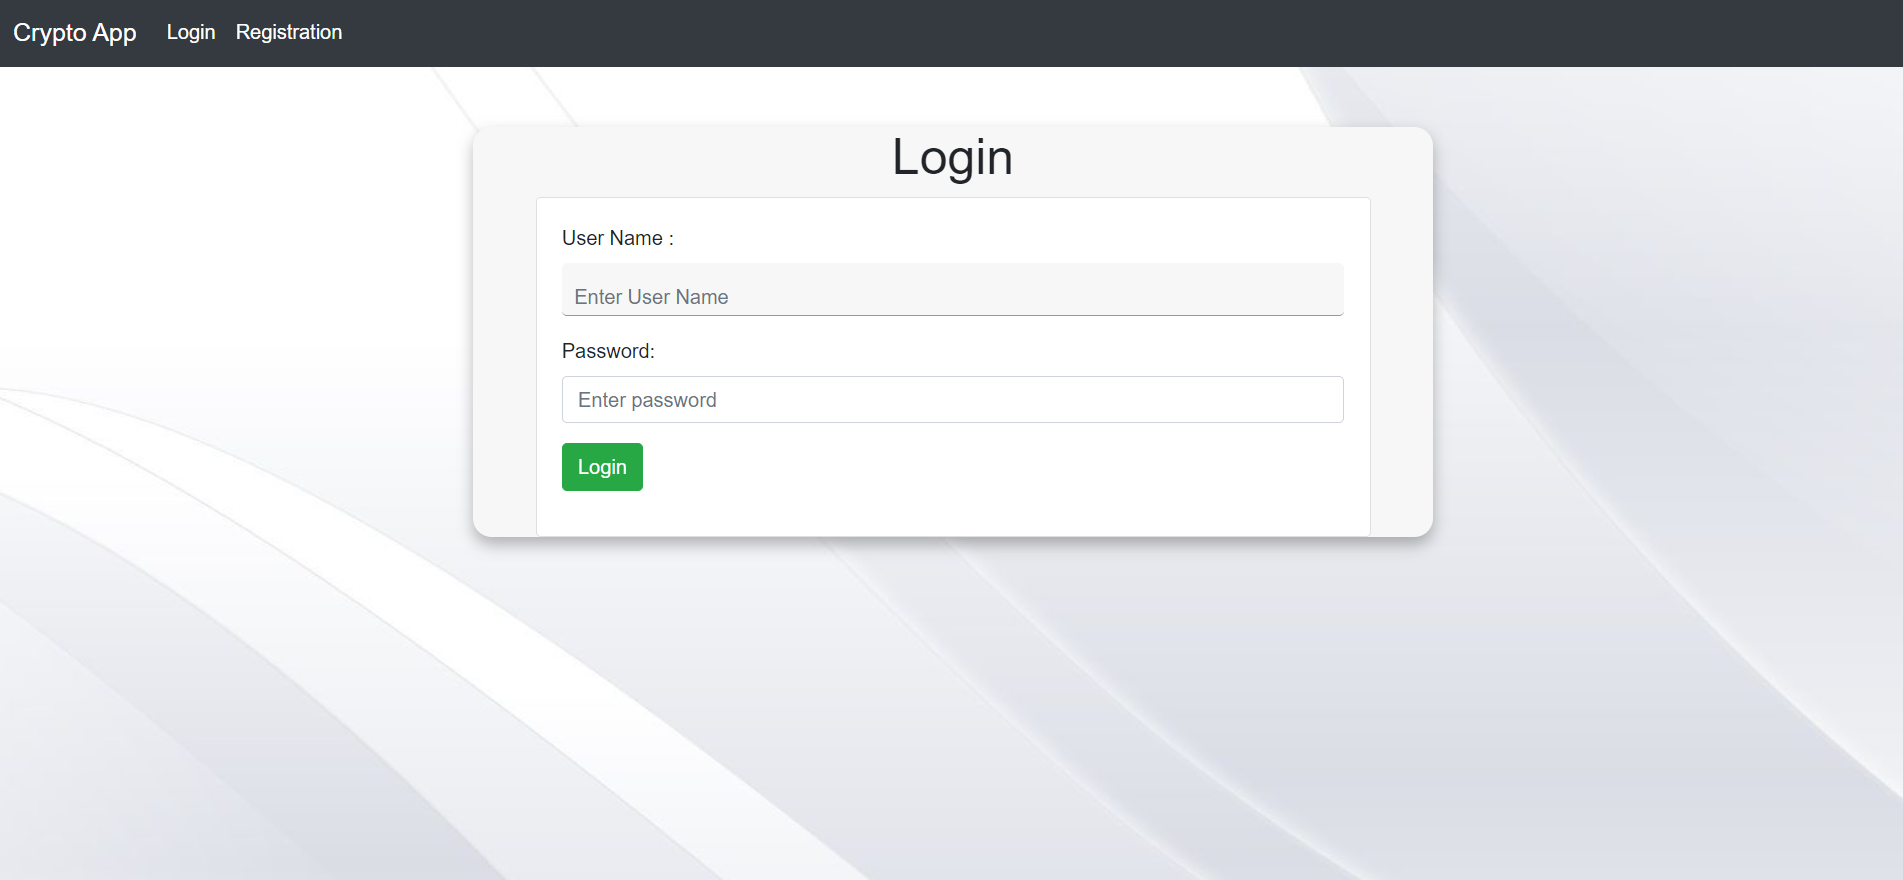 Crypto App Login Registration
Login
User Name :
Enter User Name
Password:
Enter password
Login